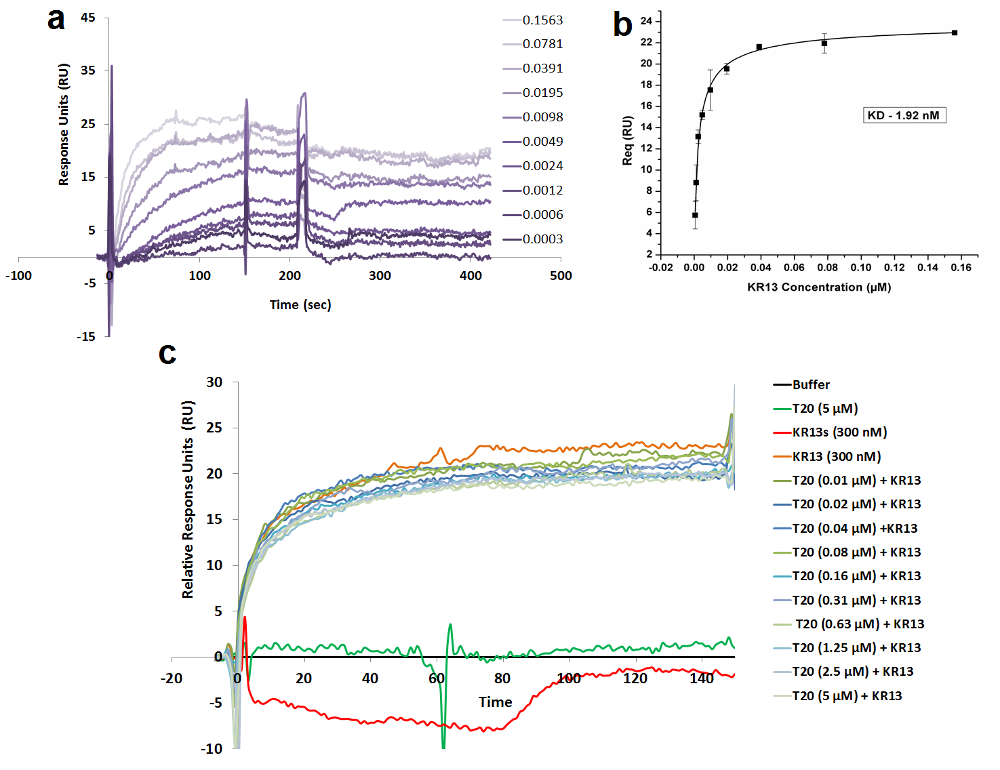 a
45
35
25
15
5
-5
-15
Response Units (RU)
-100
0
100
200
300
400
500
Time (sec)
0.1563
0.0781
0.0391
0.0195
0.0098
0.0049
0.0024
0.0012
0.0006
0.0003
b
24
22
20
18
16
14
12
10
8
6
4
2
Req (RU)
KD - 1.92 nM
-0.02
0.00
0.02
0.04
0.06
0.08
0.10
0.12
0.14
0.16
KR13 Concentration (µM)
c
30
25
20
15
10
5
0
-5
-10
Relative Response Units (RU)
-20
0
20
40
60
80
100
120
140
Time
Buffer
T20 (5 µM)
KR13s (300 nM)
KR13 (300 nM)
T20 (0.01 µM) + KR13
T20 (0.02 µM) + KR13
T20 (0.04 µM) +KR13
T20 (0.08 µM) + KR13
T20 (0.16 µM) + KR13
T20 (0.31 µM) + KR13
T20 (0.63 µM) + KR13
T20 (1.25 µM) + KR13
T20 (2.5 µM) + KR13
T20 (5 µM) + KR13